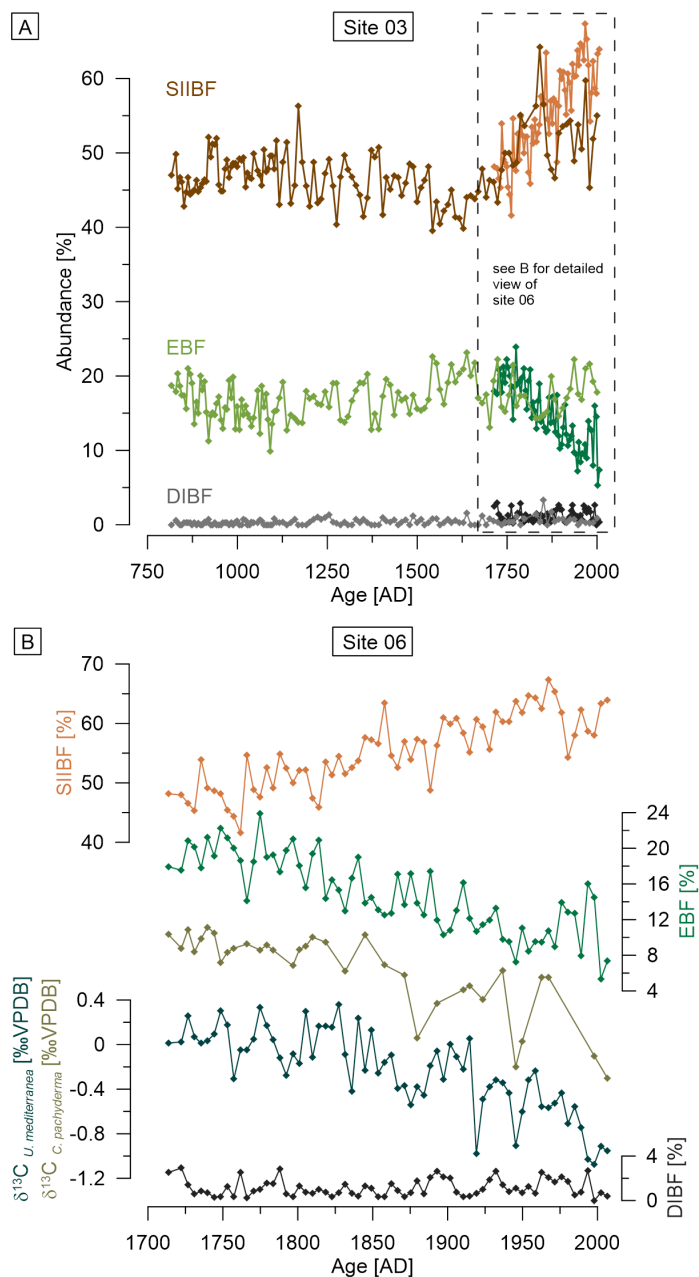 A
Site 03
60
50
40
30
20
10
0
Abundance [%]
SIIBF
EBF
DIBF
see B for detailed
view of
site 06
750
1000
1250
1500
1750
2000
Age [AD]
B
Site 06
70
60
50
40
SIIBF [%]
24
20
16
12
8
4
EBF [%]
0.4
0
-0.4
-0.8
-1.2
δ13C U. mediterranea [‰VPDB]
δ13C C. pachyderma [‰VPDB]
4
0
DIBF [%]
1700
1750
1800
1850
1900
1950
2000
Age [AD]